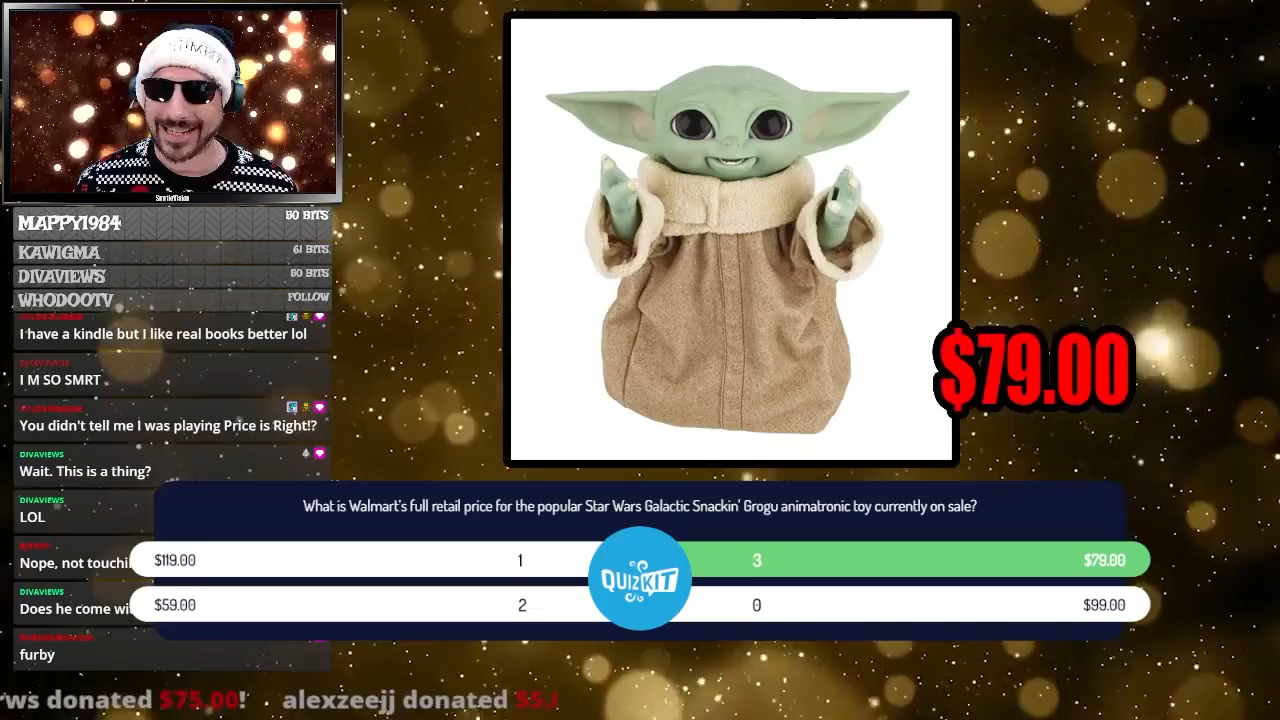 SmrtieTwin
MAPPY1984 50 BITS
KAWIGMA 61 BITS
DIVAVIEWS 50 BITS
WHODOOTV FOLLOW
I have a kindle but I like real books better lol
DJKEVINRISE
I M SO SMRT
You didn't tell me I was playing Price is Right!?
DIVAVIEWS
Wait. This is a thing?
DIVAVIEWS
LOL
Nope, not touchi
DIVAVIEWS
Does he come wi
furby
$79.00
What is Walmart's full retail price for the popular Star Wars Galactic Snackin' Grogu animatronic toy currently on sale?
$119.00 1
3 $79.00
$59.00 2
0 $99.00
QUIZKIT
ws donated $75.00! alexzeejj donated $5.